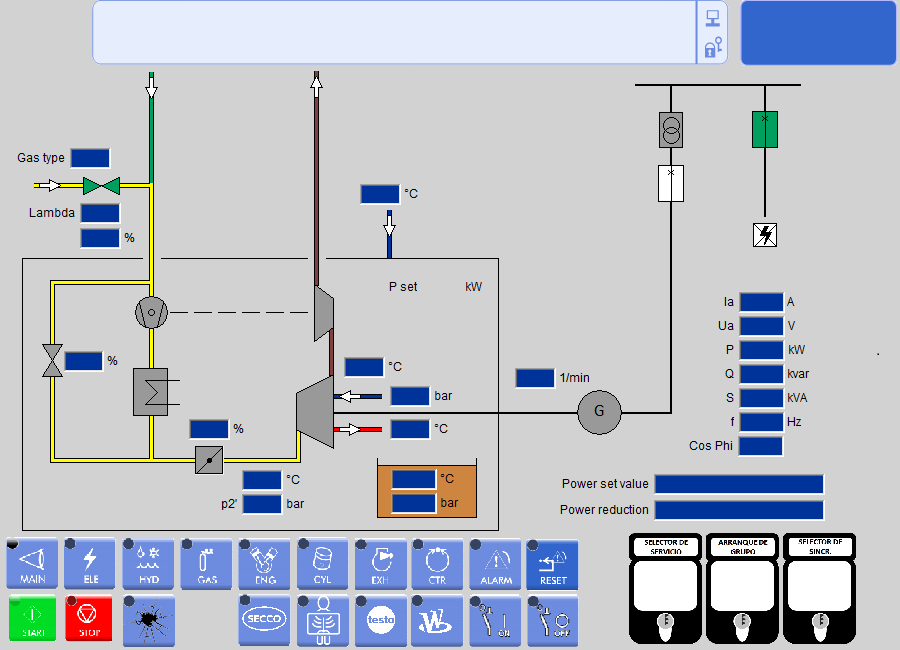 Gas type
°C
Lambda
%
P set kW
Ia A
Ua V
P kW
% °C
1/min
Q kvar
bar
S kVA
G
f Hz
% °C
Cos Phi
°C °C
Power set value
p2' bar bar
Power reduction
SELECTOR DE SERVICIO
ARRANQUE DE GRUPO
SELECTOR DE SINCR.
MAIN ELE HYD GAS ENG CYL EXH CTR ALARM RESET
START STOP SECCO testo W ON OFF